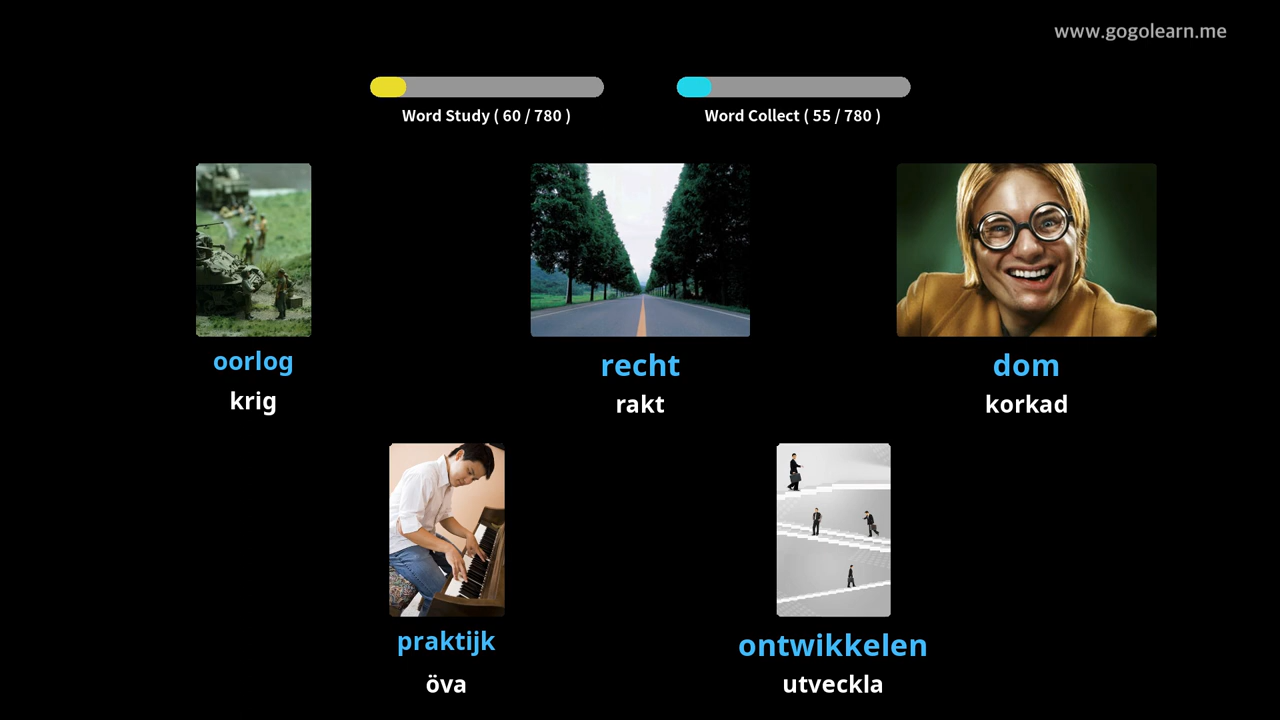 www.gogolearn.me
Word Study ( 60 / 780 )
Word Collect ( 55 / 780 )
oorlog
krig
recht
rakt
dom
korkad
praktijk
öva
ontwikkelen
utveckla